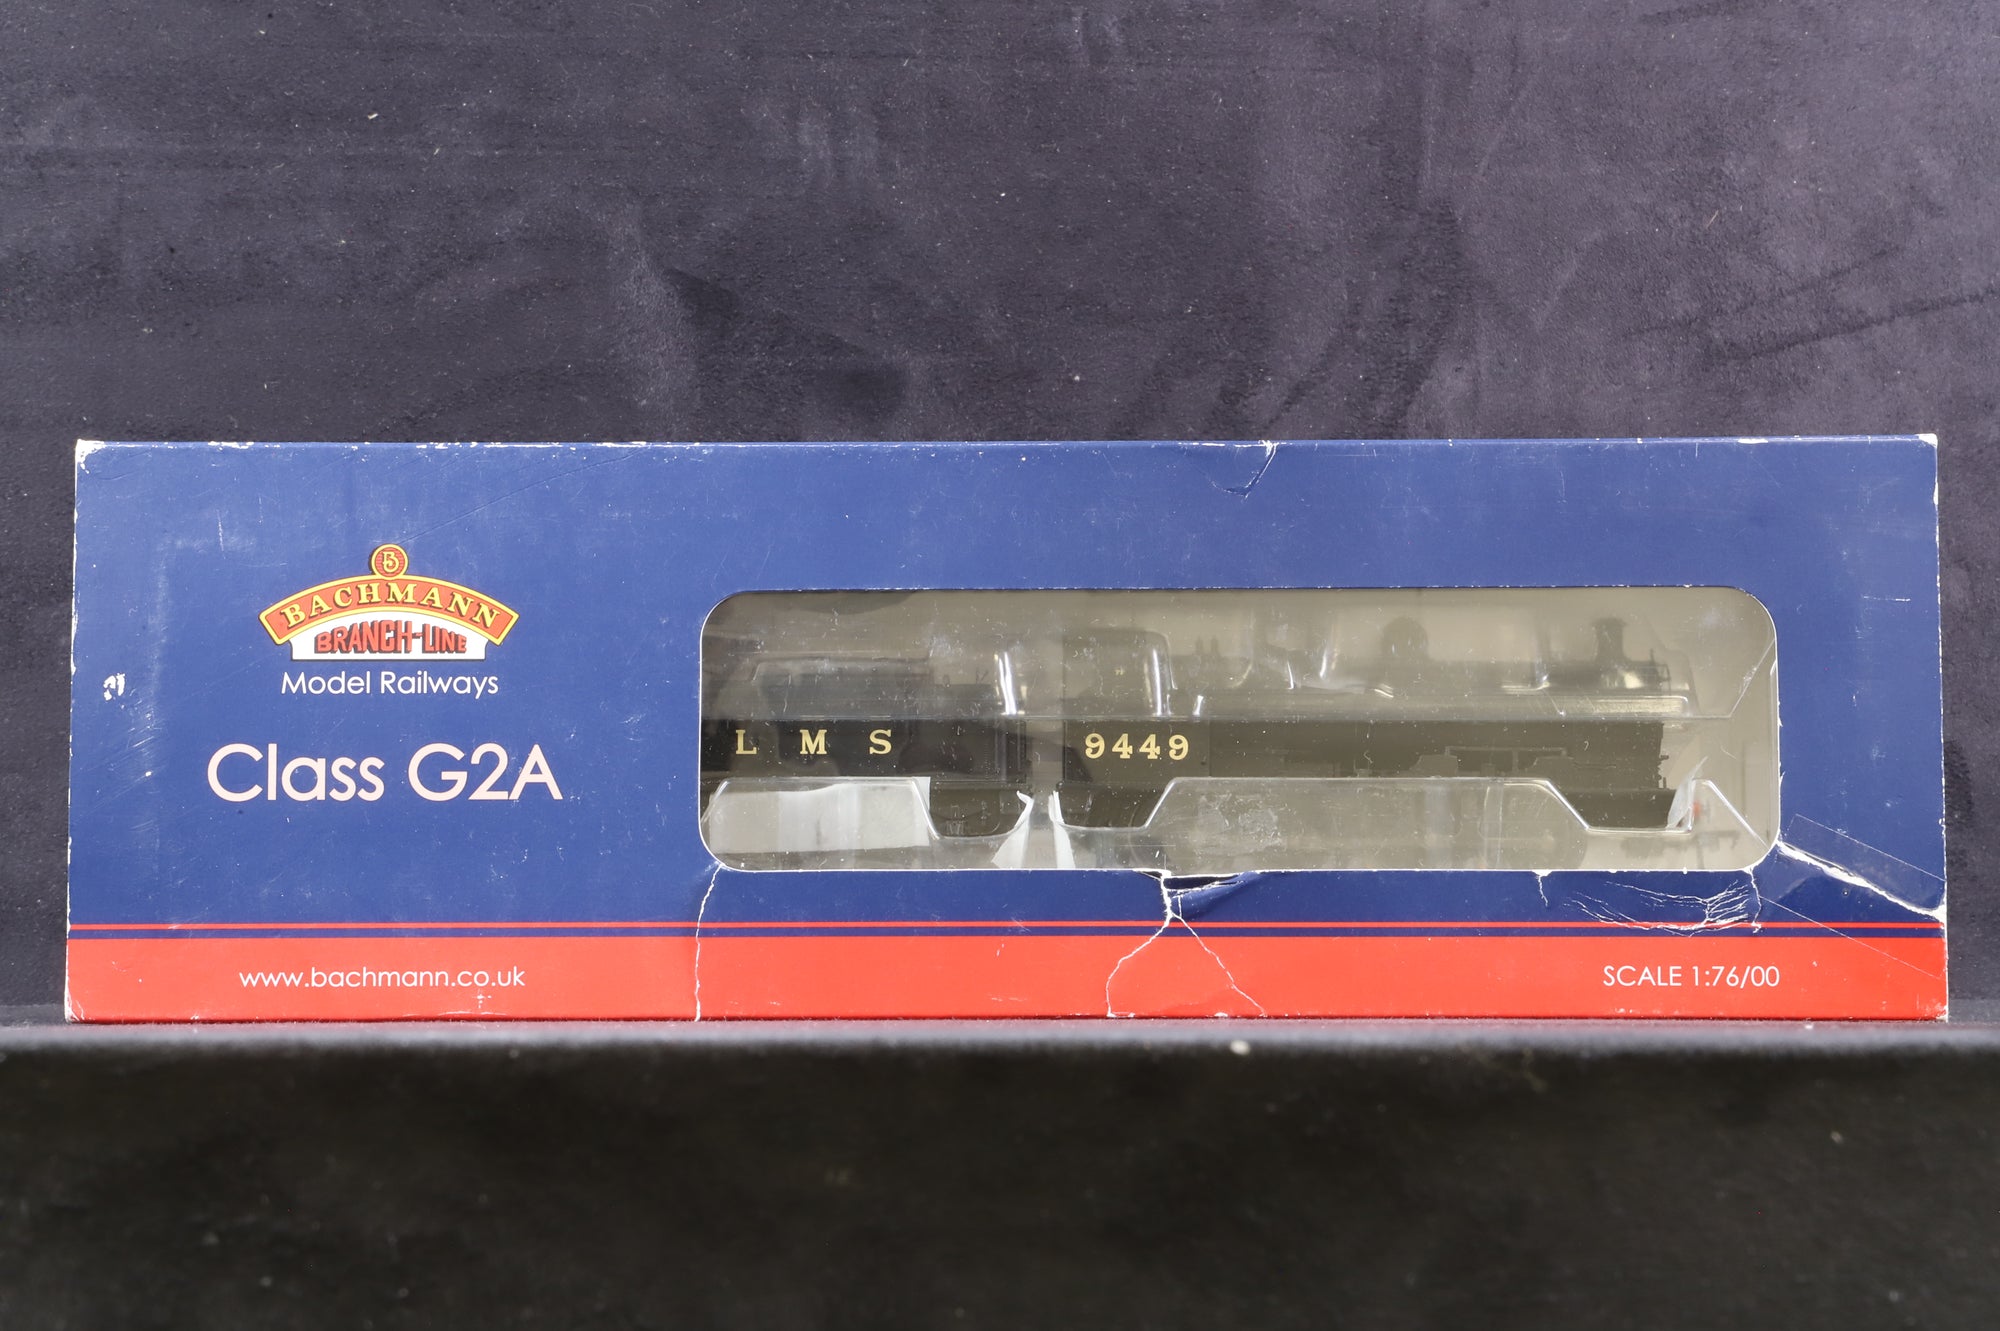 B
BACHMANN
BRANCH-LINE
Model Railways
Class G2A
L M S
9449
www.bachmann.co.uk
SCALE 1:76/00